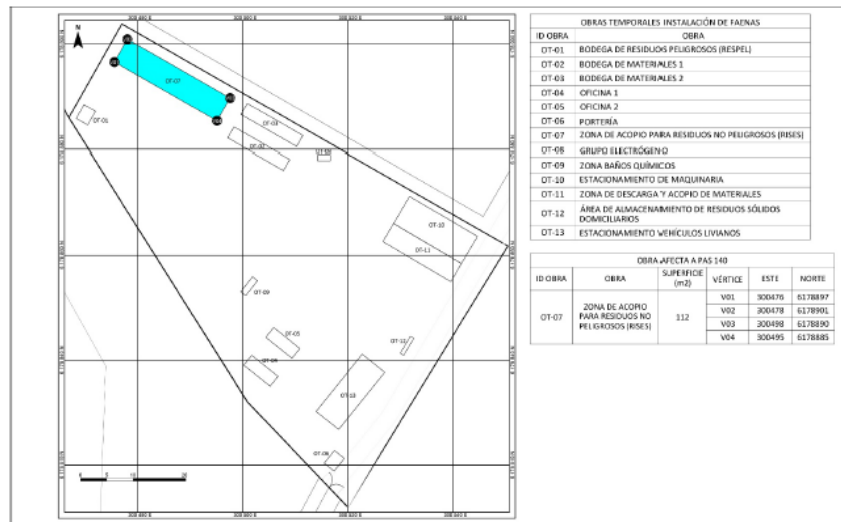 N
V02
V01
OT-07
V03
V04
OT-01
OT-03
OT-02
OT-10
OT-11
OT-09
OT-05
OT-04
OT-12
OT-13
OT-06
OBRAS TEMPORALES INSTALACIÓN DE FAENAS
ID OBRA OBRA
OT-01 BODEGA DE RESIDUOS PELIGROSOS (RESPEL)
OT-02 BODEGA DE MATERIALES 1
OT-03 BODEGA DE MATERIALES 2
OT-04 OFICINA 1
OT-05 OFICINA 2
OT-06 PORTERÍA
OT-07 ZONA DE ACOPIO PARA RESIDUOS NO PELIGROSOS (RISES)
OT-08 GRUPO ELECTRÓGENO
OT-09 ZONA BAÑOS QUÍMICOS
OT-10 ESTACIONAMIENTO DE MAQUINARIA
OT-11 ZONA DE DESCARGA Y ACOPIO DE MATERIALES
OT-12 ÁREA DE ALMACENAMIENTO DE RESIDUOS SÓLIDOS
DOMICILIARIOS
OT-13 ESTACIONAMIENTO VEHÍCULOS LIVIANOS
OBRA AFECTA A PAS 140
ID OBRA OBRA SUPERFICIE (m2) VÉRTICE ESTE NORTE
OT-07 ZONA DE ACOPIO PARA RESIDUOS NO PELIGROSOS (RISES) 112
V01 300476 6178897
V02 300478 6178901
V03 300498 6178890
V04 300495 6178885